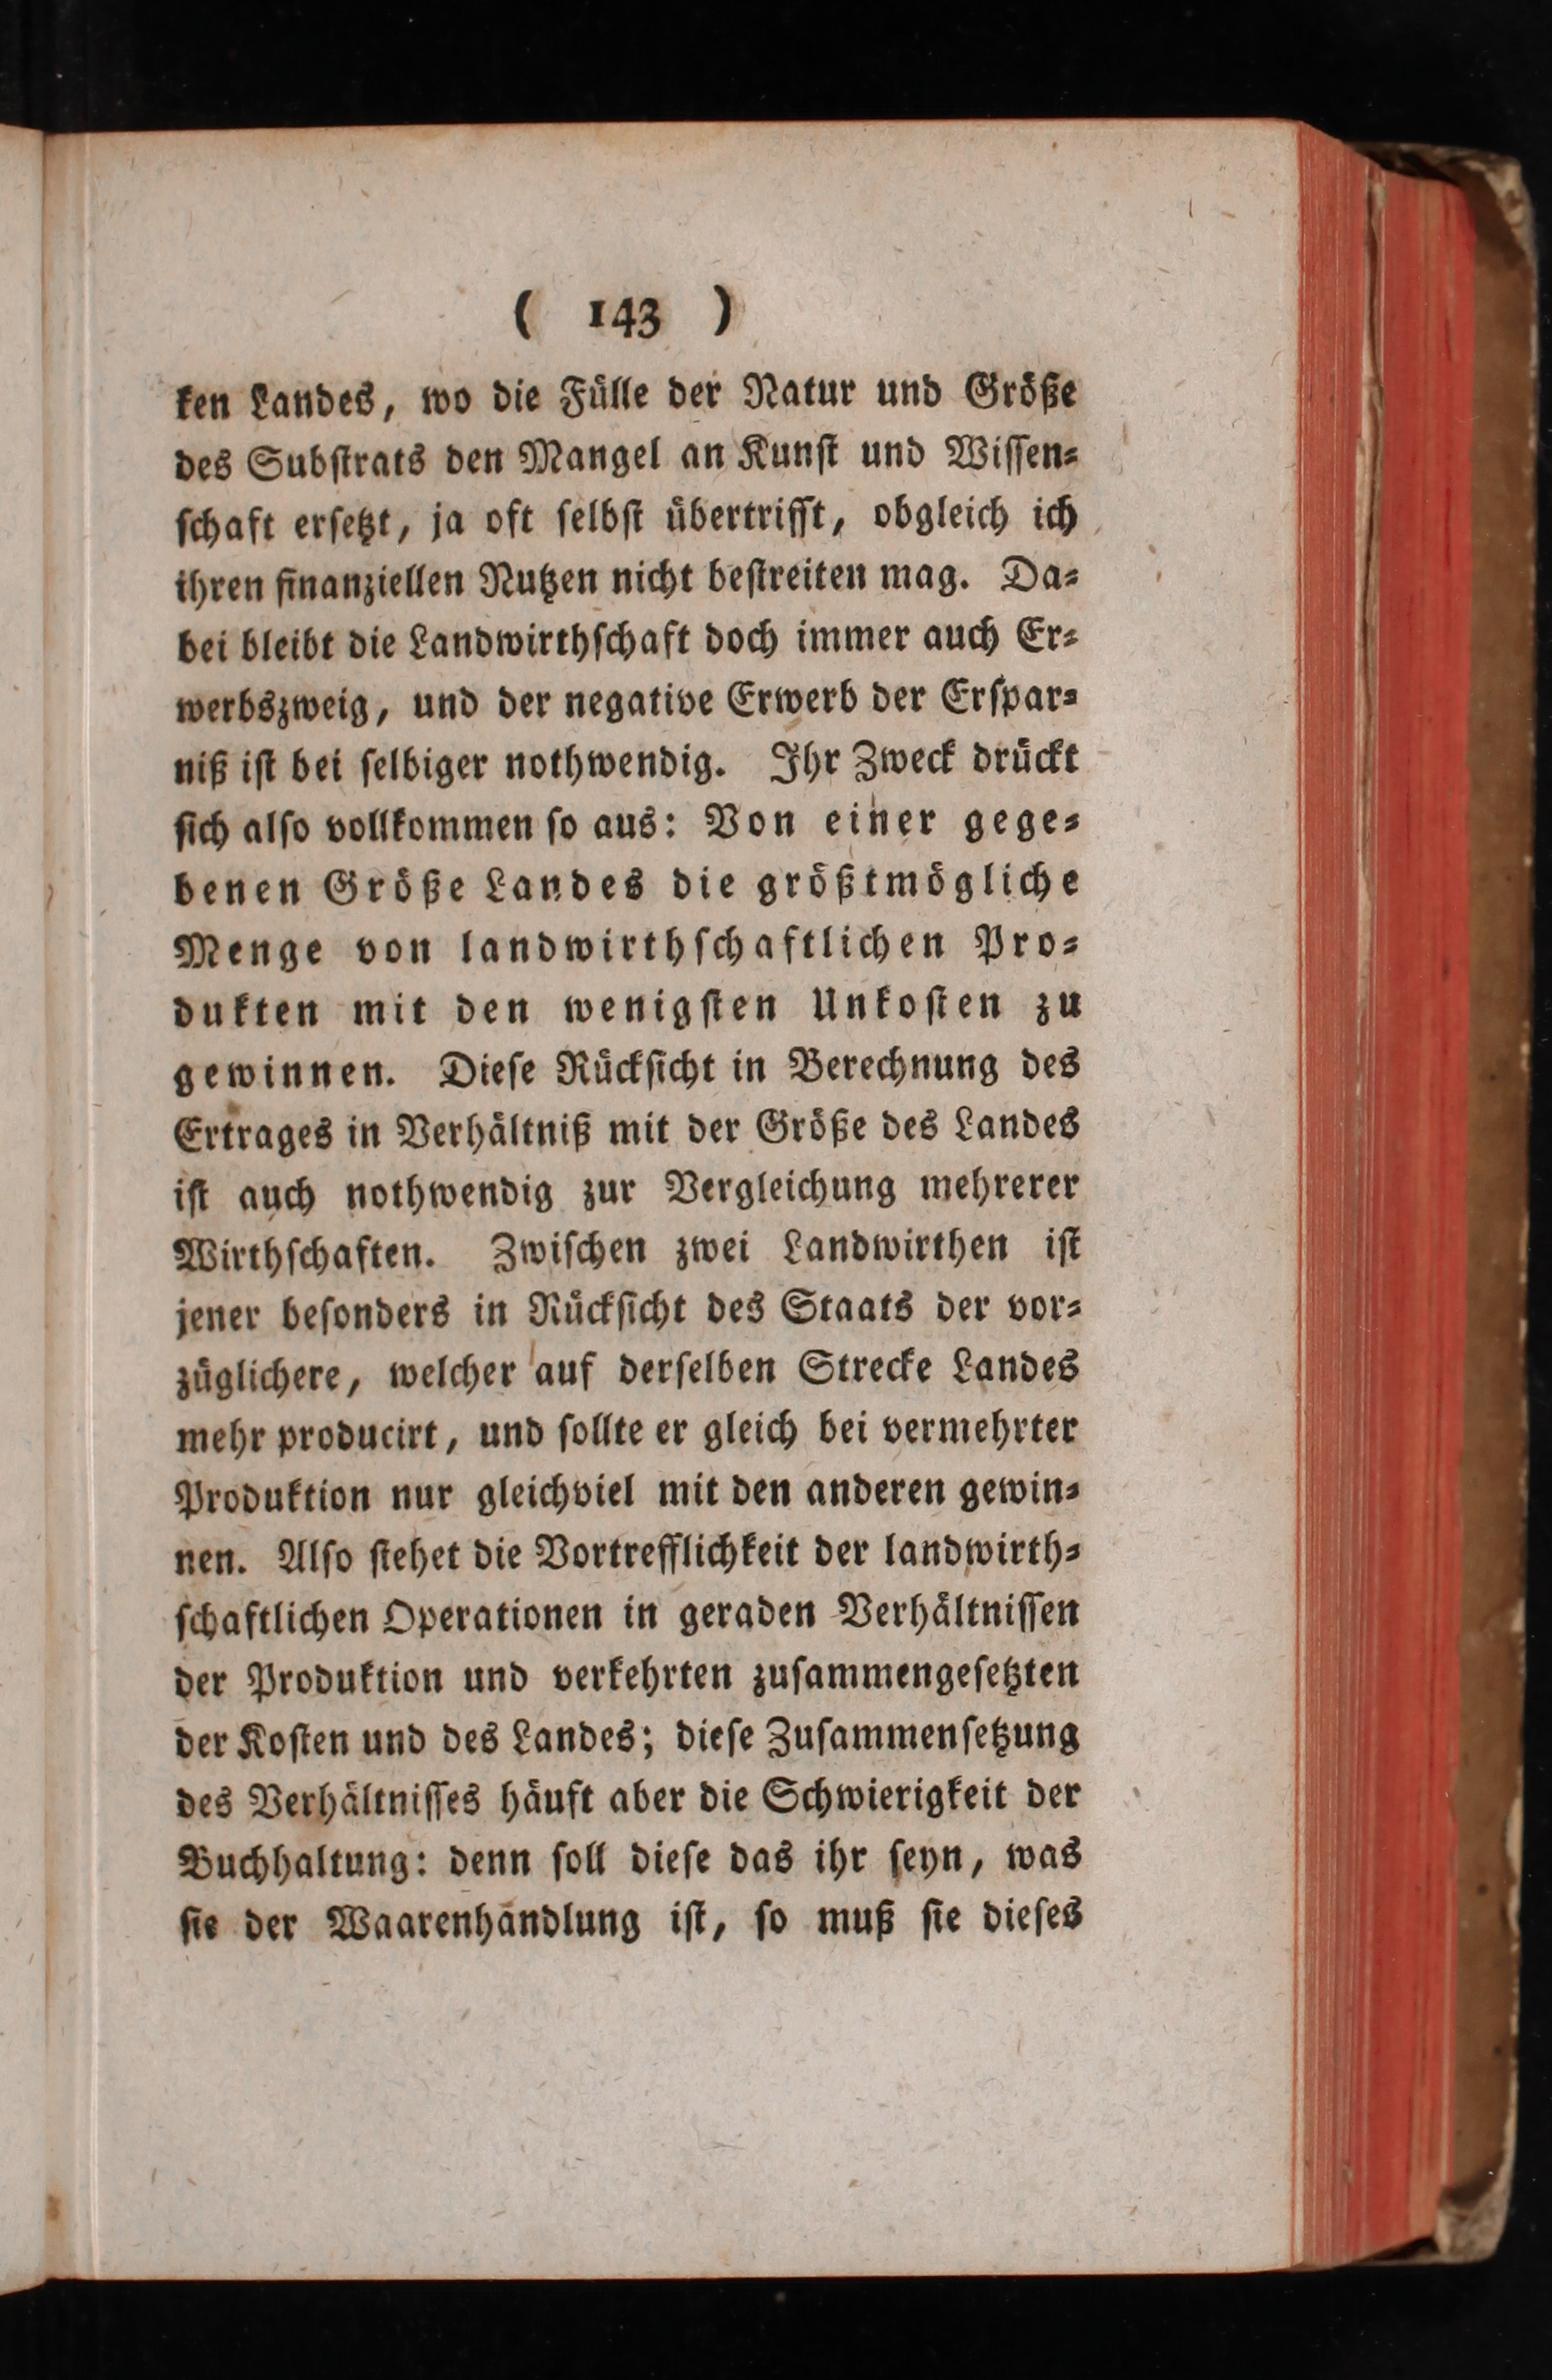 ( 143 )
ken Landes, wo die Fülle der Natur und Größe
des Subſtrats den Mangel an Kunſt und Wiſſen⸗
ſchaft erſetzt, ja oft ſelbſt übertrifft, obgleich ich
ihren finanziellen Nutzen nicht beſtreiten mag. Da⸗
bei bleibt die Landwirthſchaft doch immer auch Er⸗
werbszweig, und der negative Erwerb der Erſpar⸗
niß iſt bei ſelbiger nothwendig. Ihr Zweck drückt
ſich alſo vollkommen ſo aus: Von einer gege⸗
benen Größe Landes die größtmögliche
Menge von landwirthſchaftlichen Pro⸗
dukten mit den wenigſten Unkoſten zu
gewinnen. Dieſe Rückſicht in Berechnung des
Ertrages in Verhältniß mit der Größe des Landes
iſt auch nothwendig zur Vergleichung mehrerer
Wirthſchaften. Zwiſchen zwei Landwirthen iſt
jener beſonders in Rückſicht des Staats der vor⸗
züglichere, welcher auf derſelben Strecke Landes
mehr producirt, und ſollte er gleich bei vermehrter
Produktion nur gleichviel mit den anderen gewin⸗
nen. Alſo ſtehet die Vortrefflichkeit der landwirth⸗
ſchaftlichen Operationen in geraden Verhältniſſen
der Produktion und verkehrten zuſammengeſetzten
der Koſten und des Landes; dieſe Zuſammenſetzung
des Verhältniſſes häuft aber die Schwierigkeit der
Buchhaltung: denn ſoll dieſe das ihr ſeyn, was
ſie der Waarenhandlung iſt, ſo muß ſie dieſes